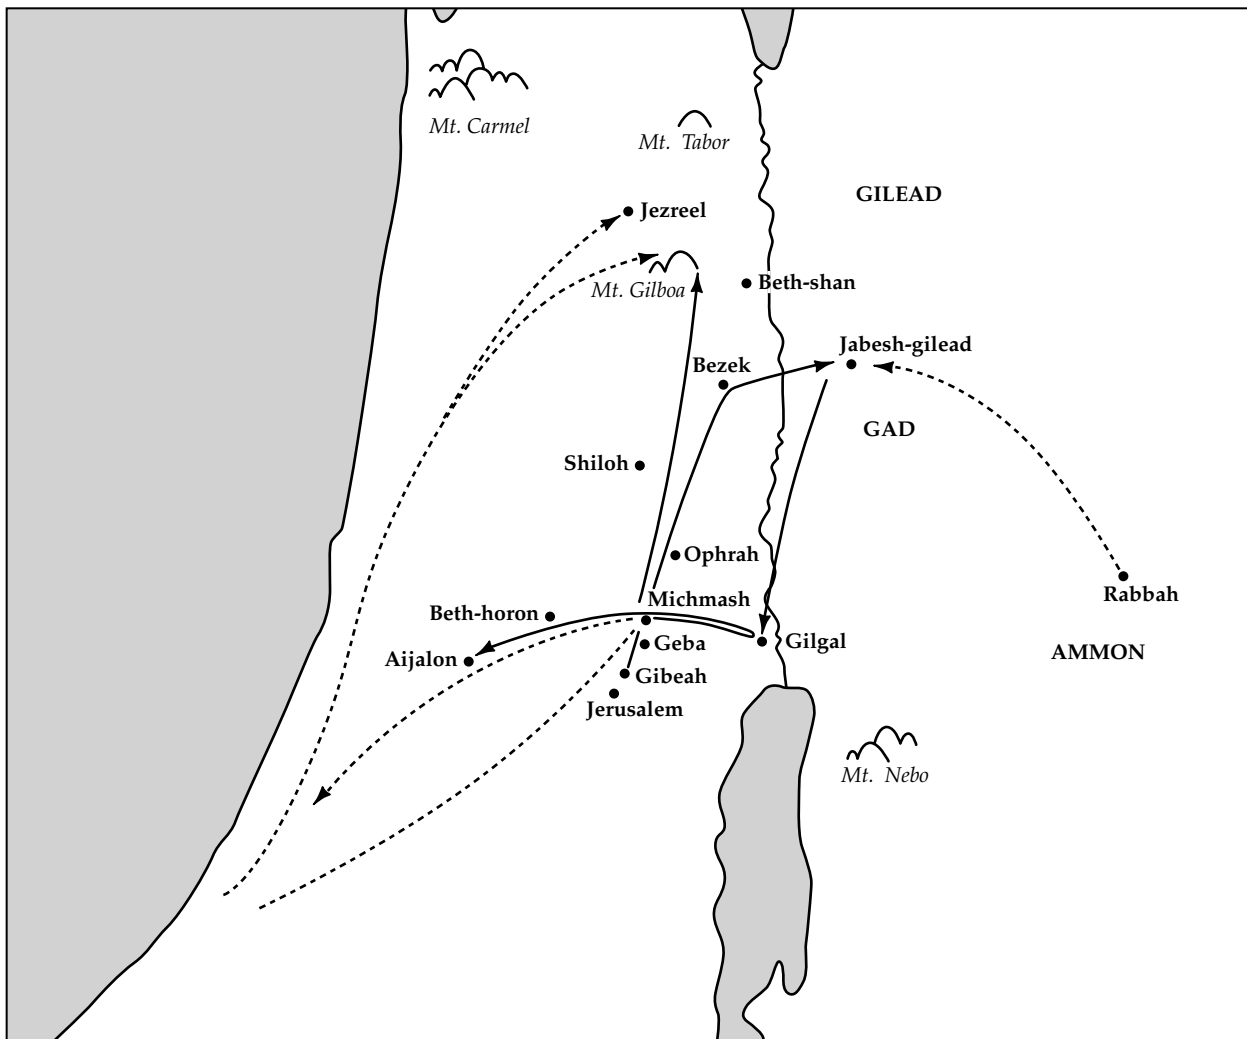 Mt. Carmel
Mt. Tabor
GILEAD
Jezreel
Beth-shan
Mt. Gilboa
Jabesh-gilead
Bezek
GAD
Shiloh
Ophrah
Rabbah
Michmash
Beth-horon
Gilgal
Geba
AMMON
Aijalon
Gibeah
Jerusalem
Mt. Nebo